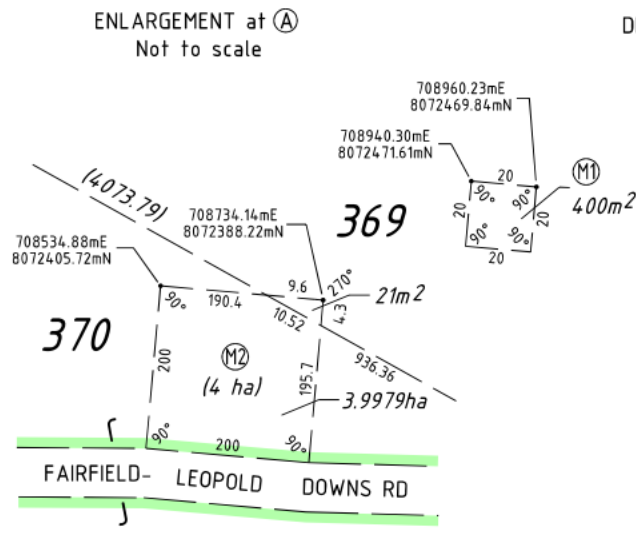 ENLARGEMENT at A
Not to scale
D
708960.23mE
8072469.84mN
708940.30mE
8072471.61mN
20
90°
90°
M1
400m2
20
20
90°
90°
20
(4073.79)
708734.14mE
8072388.22mN
369
708534.88mE
8072405.72mN
9.6
270°
21m2
90°
190.4
10.52
4.3
370
M2
(4 ha)
200
195.7
936.36
3.9979ha
90°
200
90°
FAIRFIELD- LEOPOLD DOWNS RD